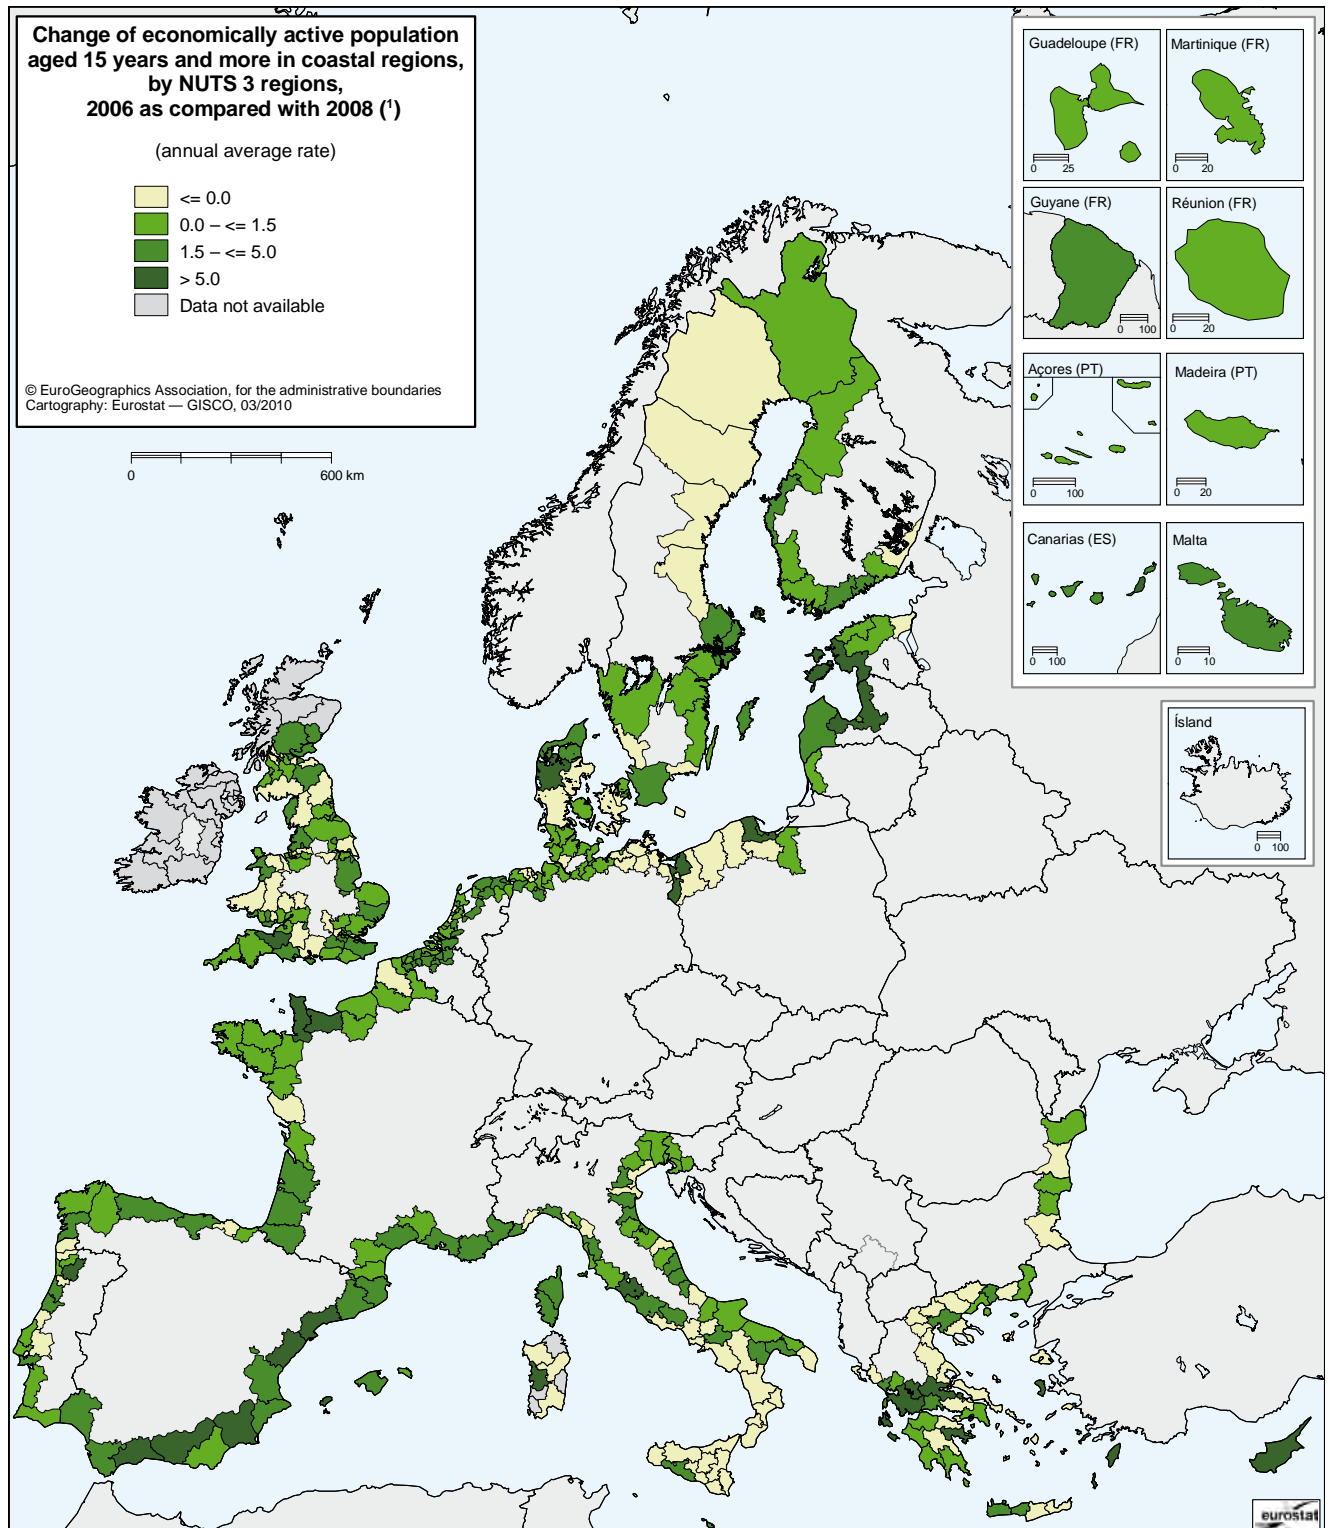 Change of economically active population
aged 15 years and more in coastal regions,
by NUTS 3 regions,
2006 as compared with 2008 (¹)
(annual average rate)
<= 0.0
0.0 – <= 1.5
1.5 – <= 5.0
> 5.0
Data not available
© EuroGeographics Association, for the administrative boundaries
Cartography: Eurostat — GISCO, 03/2010
0 600 km
Guadeloupe (FR)
0 25
Martinique (FR)
0 20
Guyane (FR)
0 100
Réunion (FR)
0 20
Açores (PT)
0 100
Madeira (PT)
0 20
Canarias (ES)
0 100
Malta
0 10
Ísland
0 100
eurostat